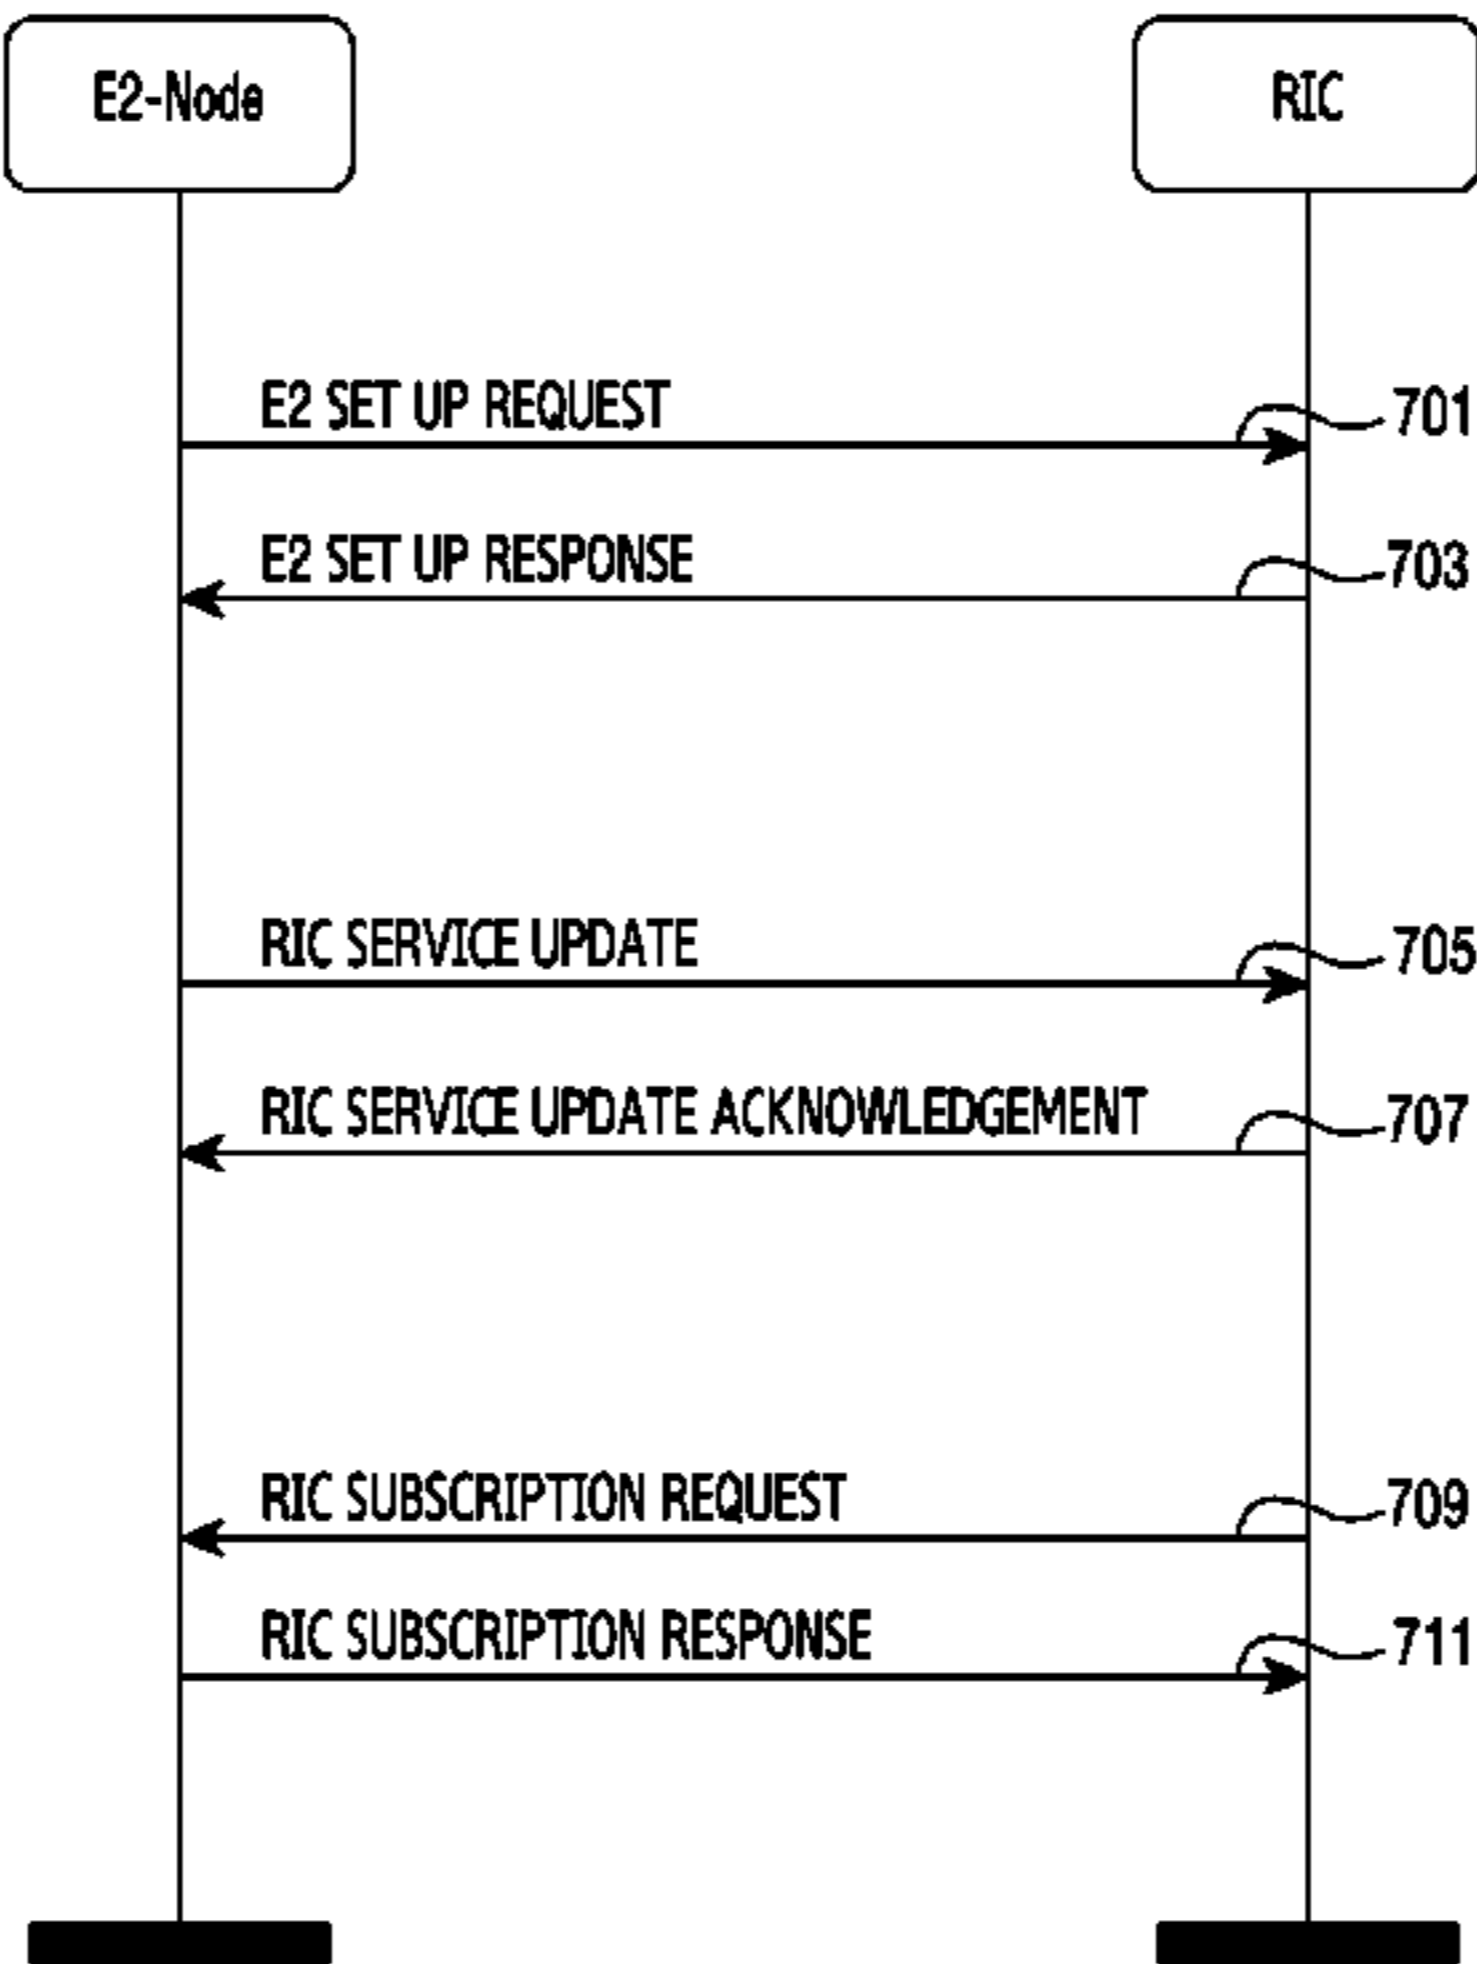 E2-Node
RIC
E2 SET UP REQUEST
701
E2 SET UP RESPONSE
703
RIC SERVICE UPDATE
705
RIC SERVICE UPDATE ACKNOWLEDGEMENT
707
RIC SUBSCRIPTION REQUEST
709
RIC SUBSCRIPTION RESPONSE
711